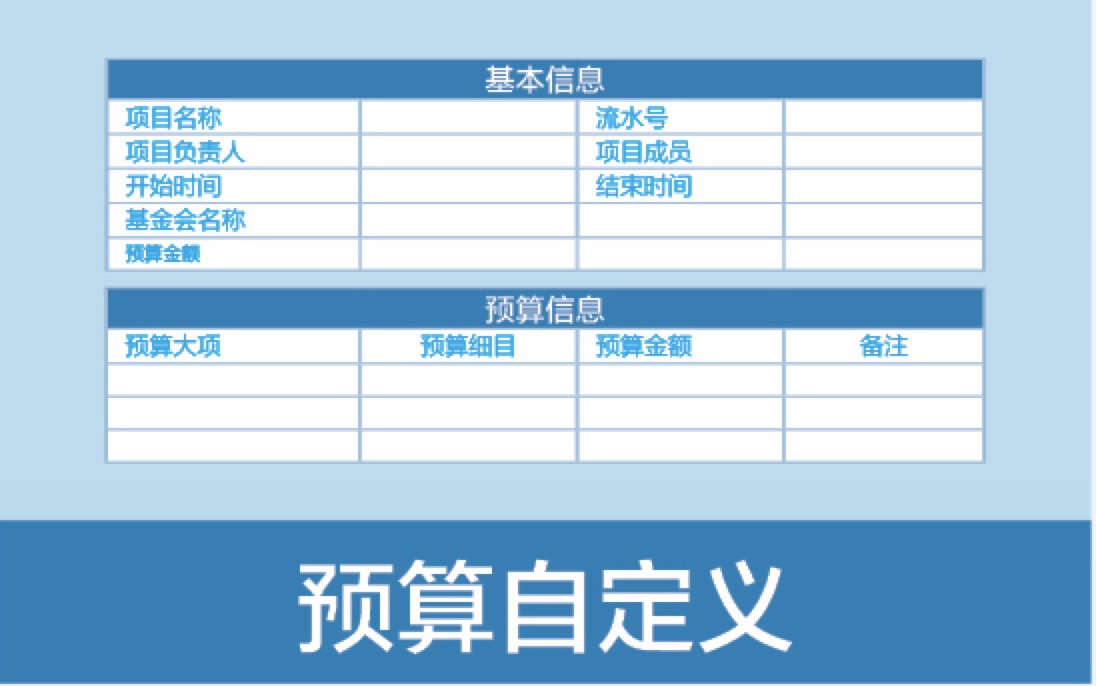 基本信息
项目名称 流水号
项目负责人 项目成员
开始时间 结束时间
基金会名称
预算金额
预算信息
预算大项 预算细目 预算金额 备注
预算自定义